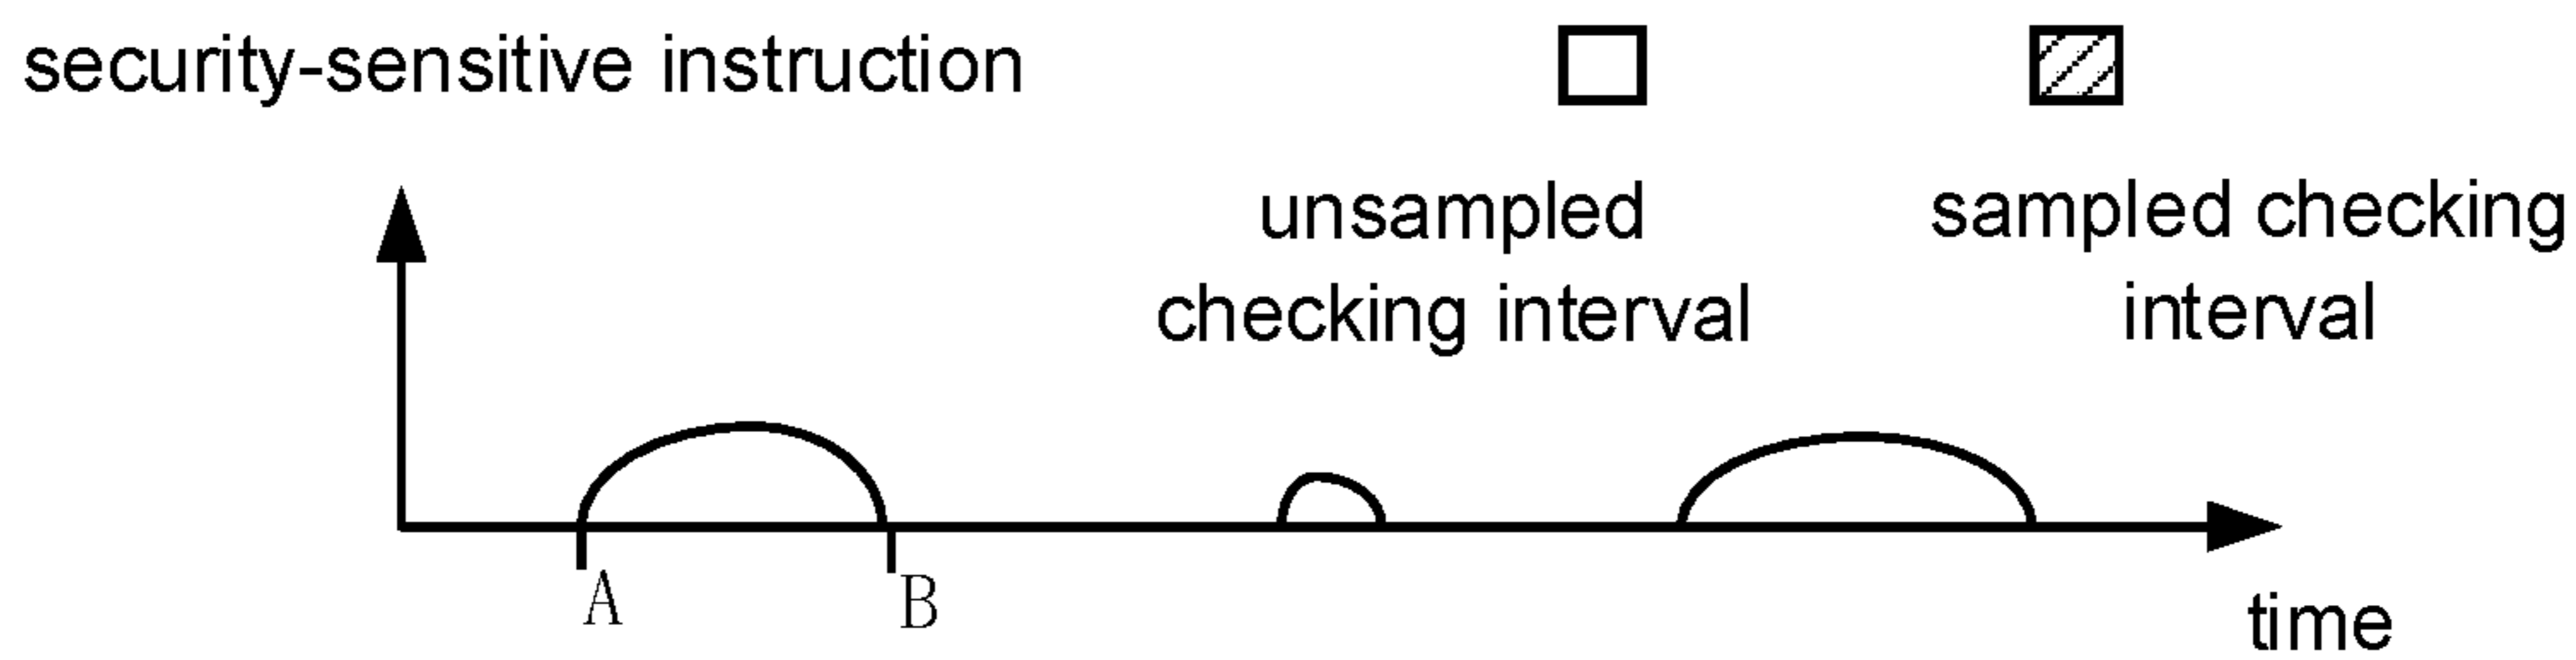 security-sensitive instruction
unsampled
checking interval
sampled checking
interval
A
B
time